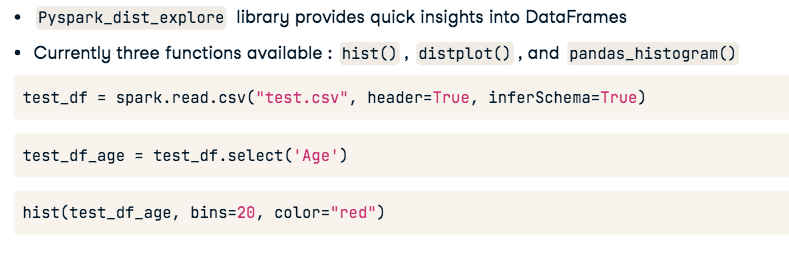 • Pyspark_dist_explore library provides quick insights into DataFrames
• Currently three functions available : hist() , distplot() , and pandas_histogram()
test_df = spark.read.csv("test.csv", header=True, inferSchema=True)
test_df_age = test_df.select('Age')
hist(test_df_age, bins=20, color="red")